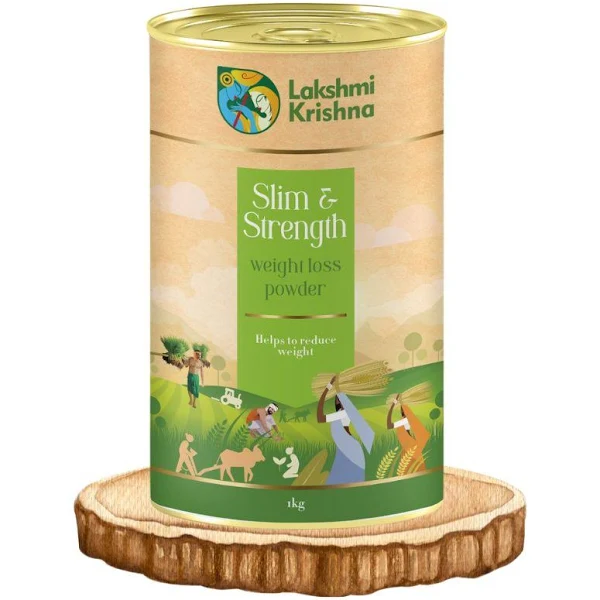 Lakshmi
Krishna
Slim &
Strength
weight loss
powder
Helps to reduce
weight
1kg